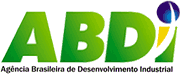 ABDi
Agência Brasileira de Desenvolvimento Industrial